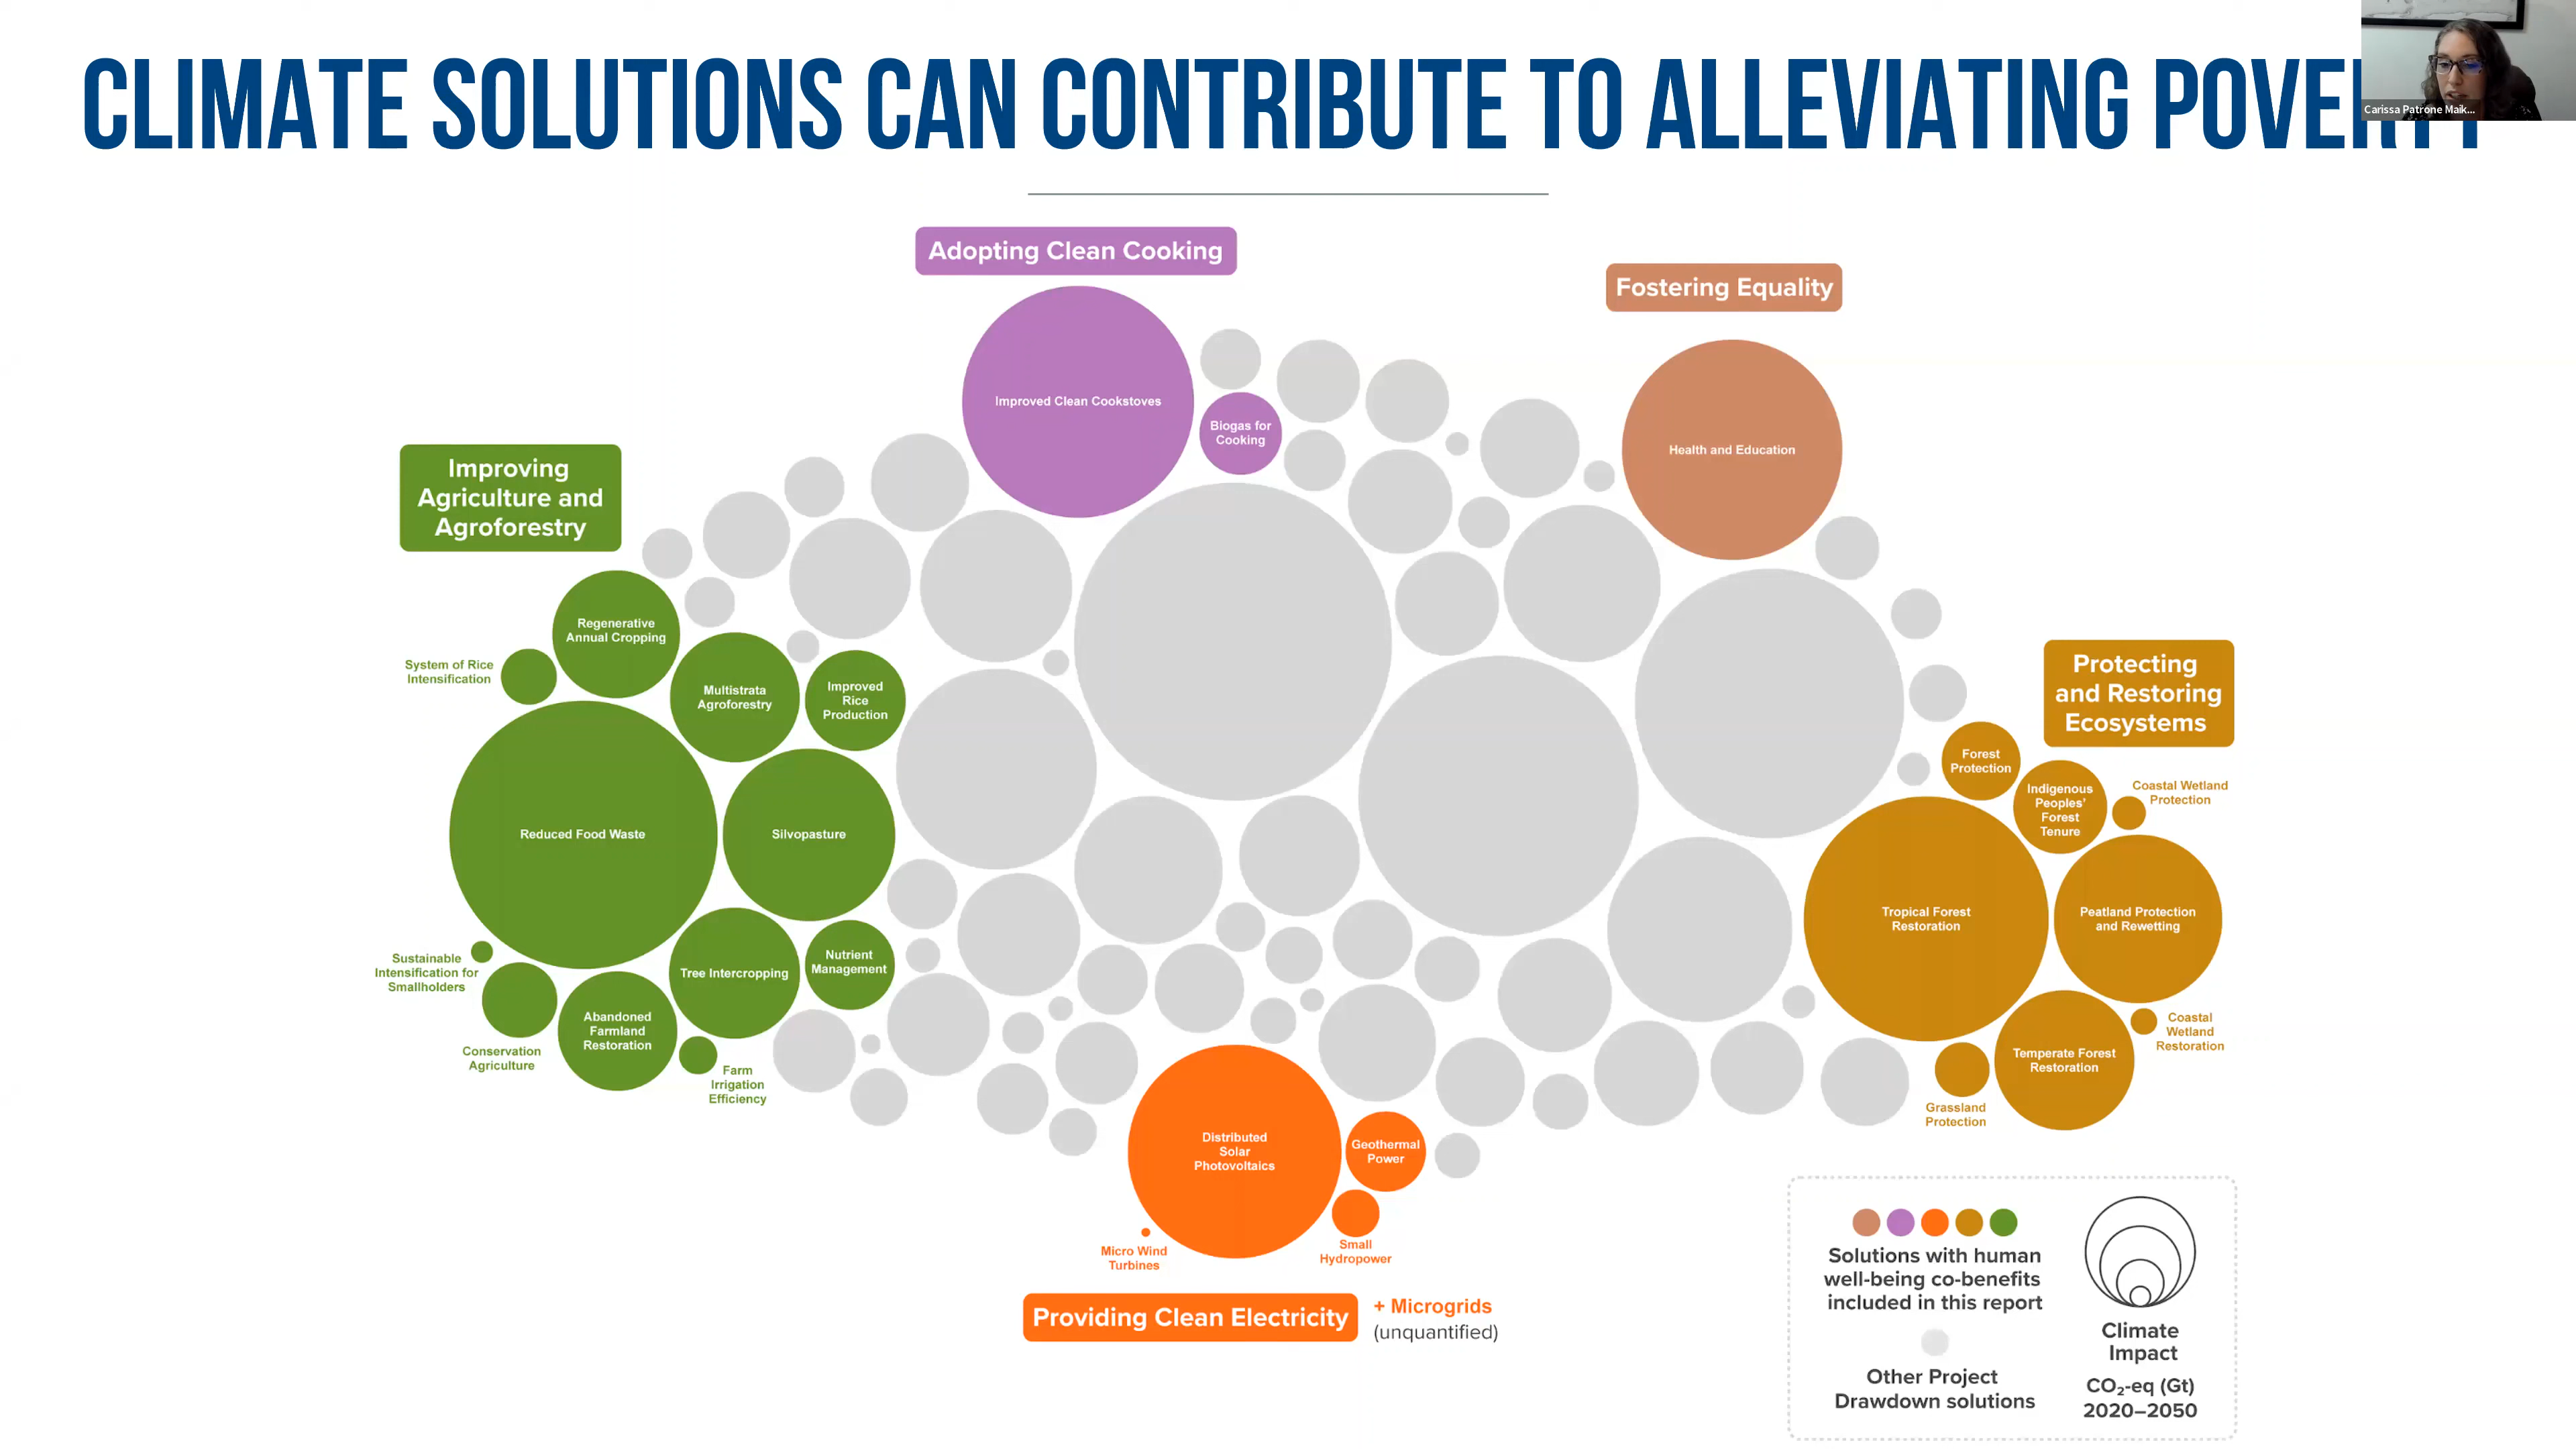 CLIMATE SOLUTIONS CAN CONTRIBUTE TO ALLEVIATING POVERTY
Carissa Patrone Maik...
Adopting Clean Cooking
Fostering Equality
Improved Clean Cookstoves
Biogas for
Cooking
Health and Education
Improving
Agriculture and
Agroforestry
Regenerative
Annual Cropping
System of Rice
Intensification
Multistrata
Agroforestry
Improved
Rice
Production
Reduced Food Waste
Silvopasture
Sustainable
Intensification for
Smallholders
Conservation
Agriculture
Abandoned
Farmland
Restoration
Tree Intercropping
Nutrient
Management
Farm
Irrigation
Efficiency
Protecting
and Restoring
Ecosystems
Forest
Protection
Indigenous
Peoples'
Forest
Tenure
Coastal Wetland
Protection
Tropical Forest
Restoration
Peatland Protection
and Rewetting
Coastal
Wetland
Restoration
Temperate Forest
Restoration
Grassland
Protection
Distributed
Solar
Photovoltaics
Geothermal
Power
Small
Hydropower
Micro Wind
Turbines
Providing Clean Electricity
+ Microgrids
(unquantified)
Solutions with human
well-being co-benefits
included in this report
Other Project
Drawdown solutions
Climate
Impact
CO₂-eq (Gt)
2020–2050